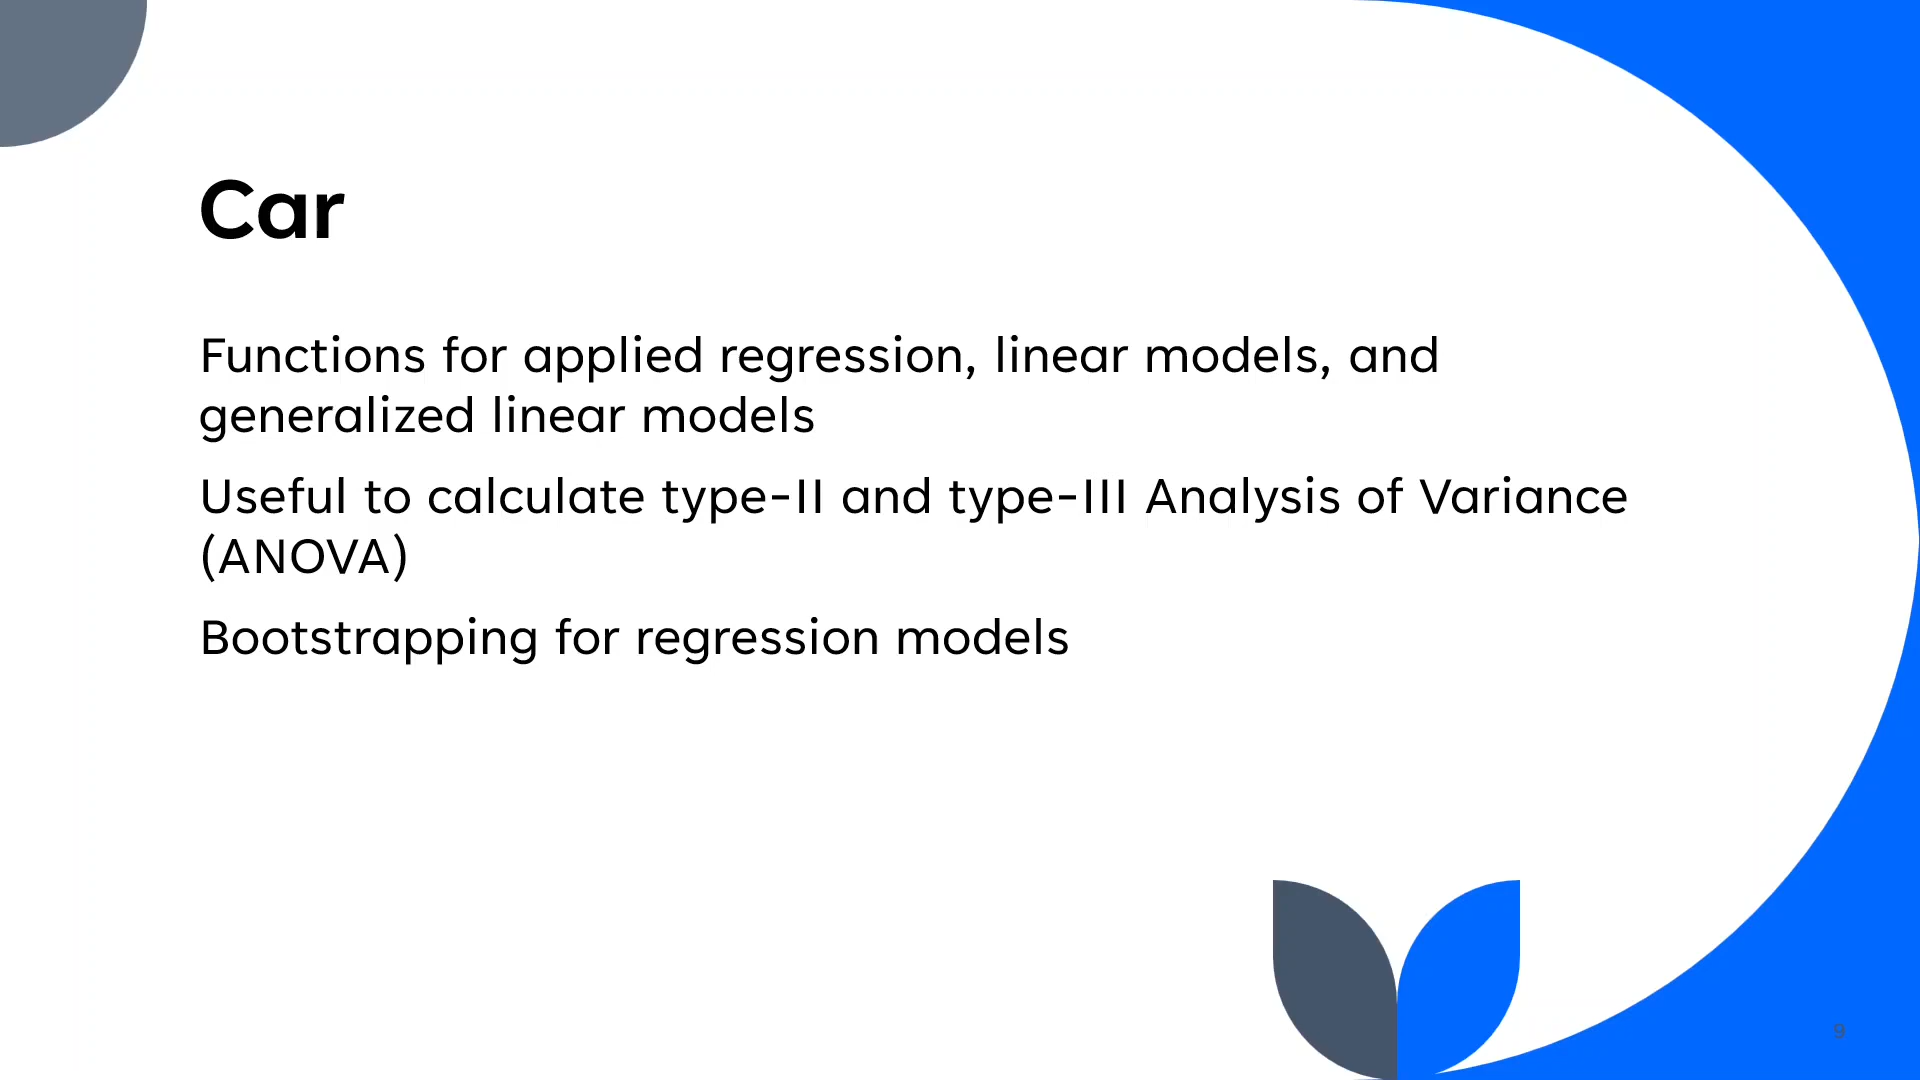 Car
Functions for applied regression, linear models, and
generalized linear models
Useful to calculate type-II and type-III Analysis of Variance
(ANOVA)
Bootstrapping for regression models
9